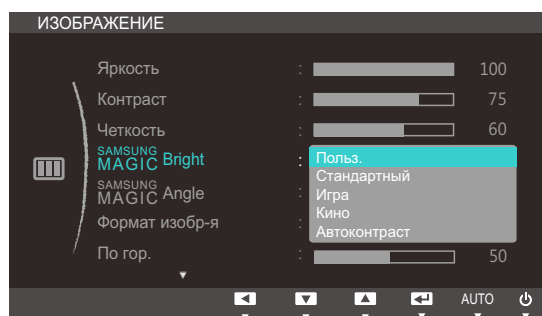 ИЗОБРАЖЕНИЕ
Яркость : 100
Контраст : 75
Четкость : 60
SAMSUNG MAGIC Bright : Польз.
Стандартный
SAMSUNG MAGIC Angle : Игра
Кино
Формат изобр-я : Автоконтраст
По гор. : 50
AUTO